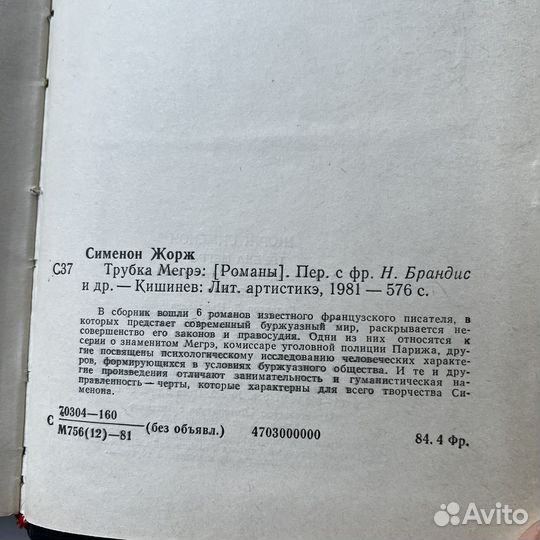 Сименон Жорж
С37 Трубка Мегрэ: [Романы]. Пер. с фр. Н. Брандис
и др. — Кишинев: Лит. артистикэ, 1981 — 576 с.
В сборник вошли 6 романов известного французского писателя, в
которых предстает современный буржуазный мир, раскрывается не-
совершенство его законов и правосудия. Одни из них относятся к
серии о знаменитом Мегрэ, комиссаре уголовной полиции Парижа, дру-
гие посвящены психологическому исследованию человеческих характе-
ров, формирующихся в условиях буржуазного общества. И те и дру-
гие произведения отличают занимательность и гуманистическая на-
правленность — черты, которые характерны для всего творчества Си-
менона.
С 70304—160
М756(12)—81 (без объявл.) 4703000000 84. 4 Фр.
Avito